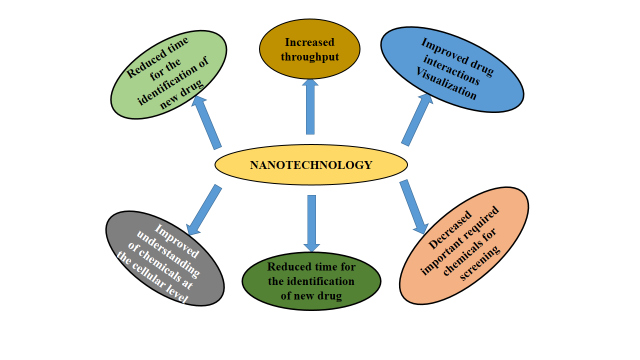 Increased
throughput
Reduced time
for the
identification of
new drug
Improved drug
interactions
Visualization
NANOTECHNOLOGY
Improved
understanding
of chemicals at
the cellular level
Reduced time for
the identification
of new drug
Decreased
important required
chemicals for
screening